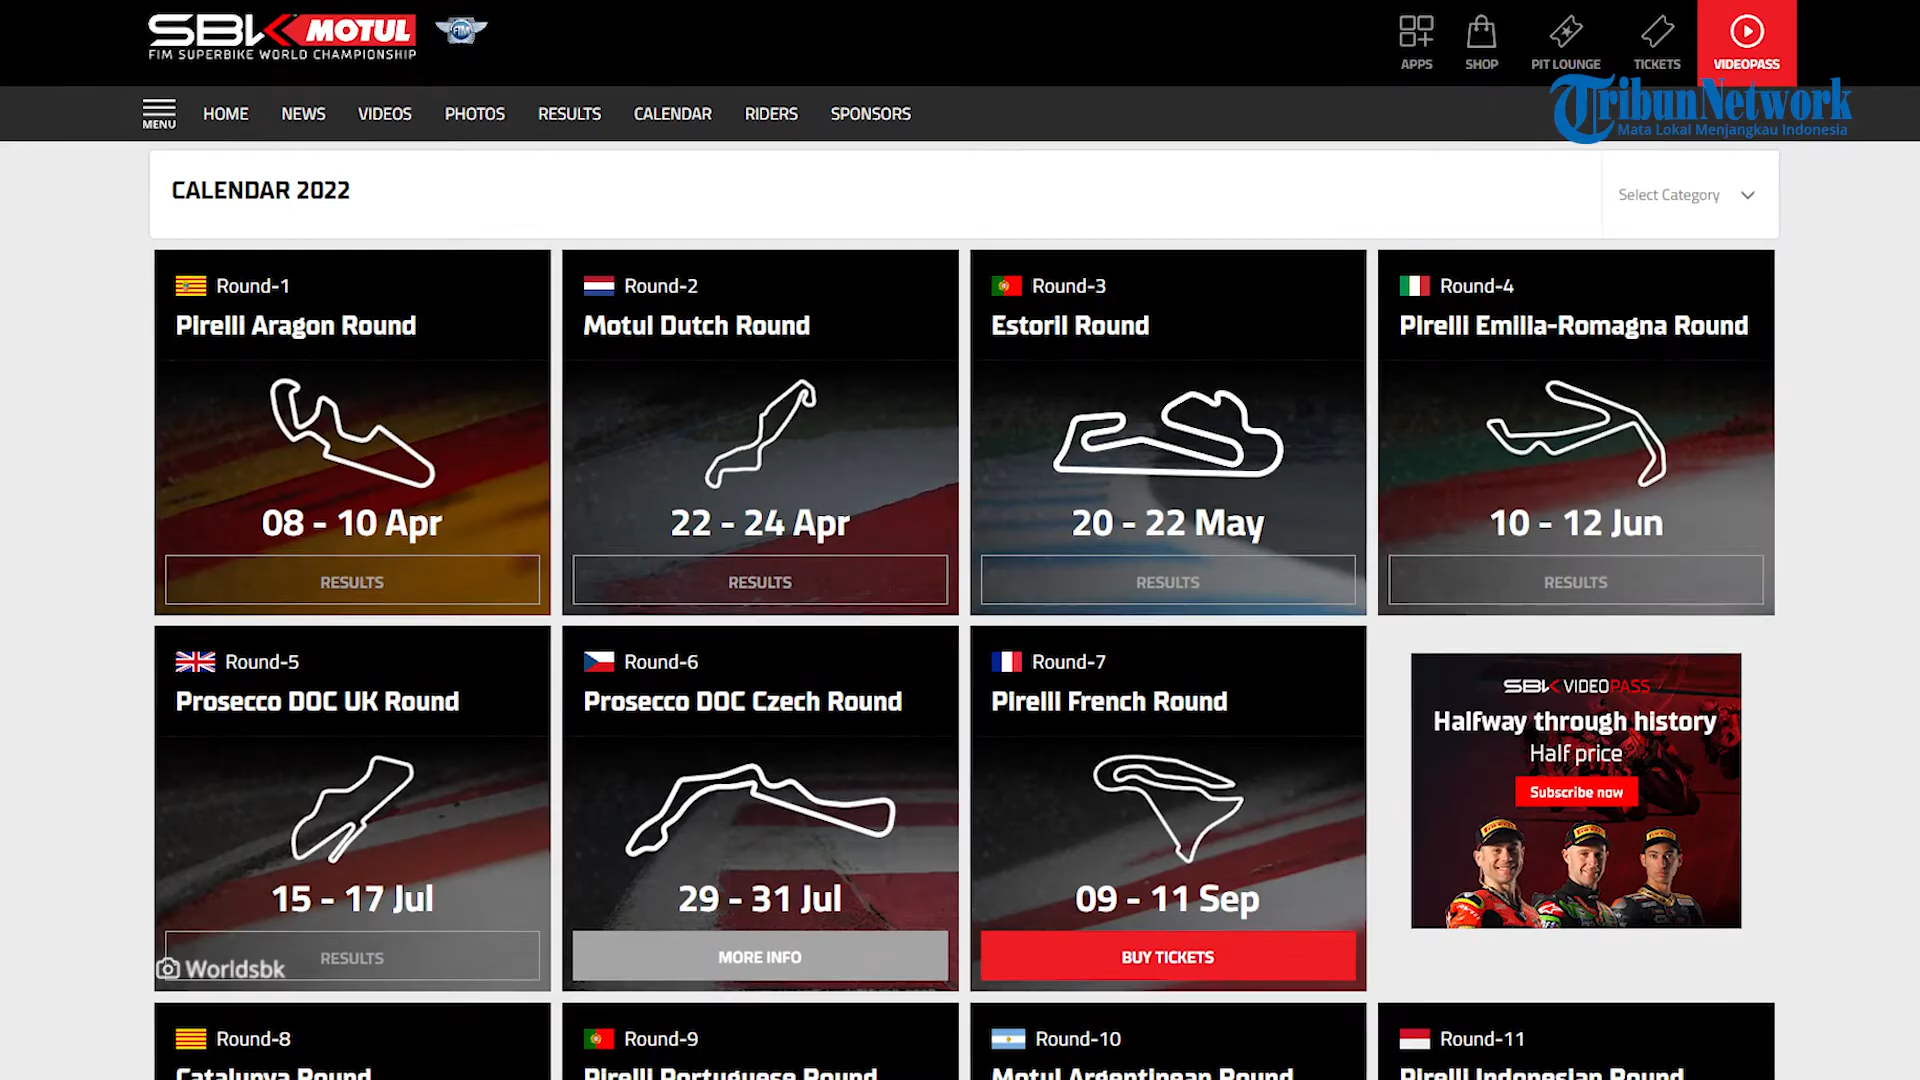 SBK MOTUL
FIM SUPERBIKE WORLD CHAMPIONSHIP
FIM
APPS
SHOP
PIT LOUNGE
TICKETS
VIDEOPASS
TribunNetwork
Mata Lokal Menjangkau Indonesia
MENU
HOME
NEWS
VIDEOS
PHOTOS
RESULTS
CALENDAR
RIDERS
SPONSORS
CALENDAR 2022
Select Category
Round-1
Pirelli Aragon Round
08 - 10 Apr
RESULTS
Round-2
Motul Dutch Round
22 - 24 Apr
RESULTS
Round-3
Estoril Round
20 - 22 May
RESULTS
Round-4
Pirelli Emilia-Romagna Round
10 - 12 Jun
RESULTS
Round-5
Prosecco DOC UK Round
15 - 17 Jul
RESULTS
Worldsbk
Round-6
Prosecco DOC Czech Round
29 - 31 Jul
MORE INFO
Round-7
Pirelli French Round
09 - 11 Sep
BUY TICKETS
SBK VIDEOPASS
Halfway through history
Half price
Subscribe now
Round-8
Catalunya Round
Round-9
Pirelli Portuguese Round
Round-10
Motul Argentinean Round
Round-11
Pirelli Indonesian Round